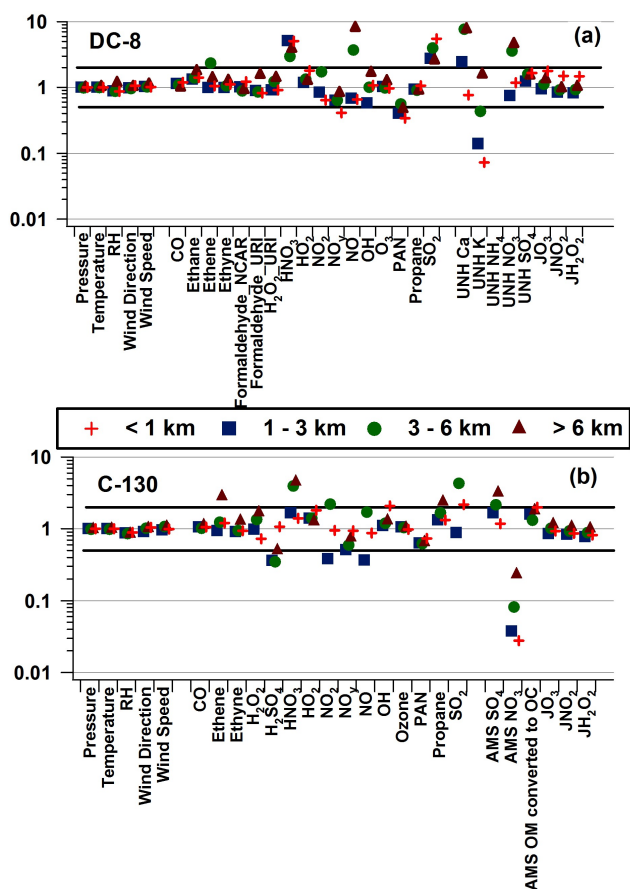 DC-8
(a)
10
1
0.1
0.01
Pressure
Temperature
RH
Wind Direction
Wind Speed
CO
Ethane
Ethene
Ethyne
Formaldehyde_NCAR
Formaldehyde_URI
H2O2_URI
HNO3
HO2
NO2
NOy
NO
OH
O3
PAN
Propane
SO2
UNH Ca
UNH K
UNH NH4
UNH NO3
UNH SO4
JO3
JNO2
JH2O2
< 1 km 1 - 3 km 3 - 6 km > 6 km
C-130
(b)
10
1
0.1
0.01
Pressure
Temperature
RH
Wind Direction
Wind Speed
CO
Ethene
Ethyne
H2O2
H2SO4
HNO3
HO2
NO2
NOy
NO
OH
Ozone
PAN
Propane
SO2
AMS SO4
AMS NO3
AMS OM converted to OC
JO3
JNO2
JH2O2